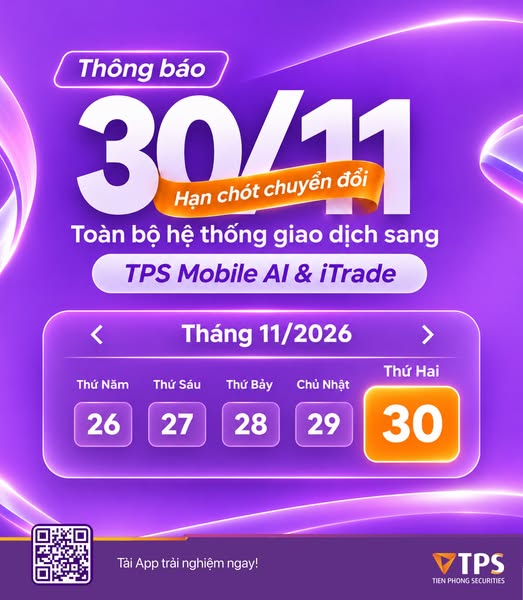 Thông báo
30/11
Hạn chót chuyển đổi
Toàn bộ hệ thống giao dịch sang
TPS Mobile AI & iTrade
Tháng 11/2026
Thứ Năm
Thứ Sáu
Thứ Bảy
Chủ Nhật
Thứ Hai
26
27
28
29
30
Tải App trải nghiệm ngay!
TPS
TIEN PHONG SECURITIES